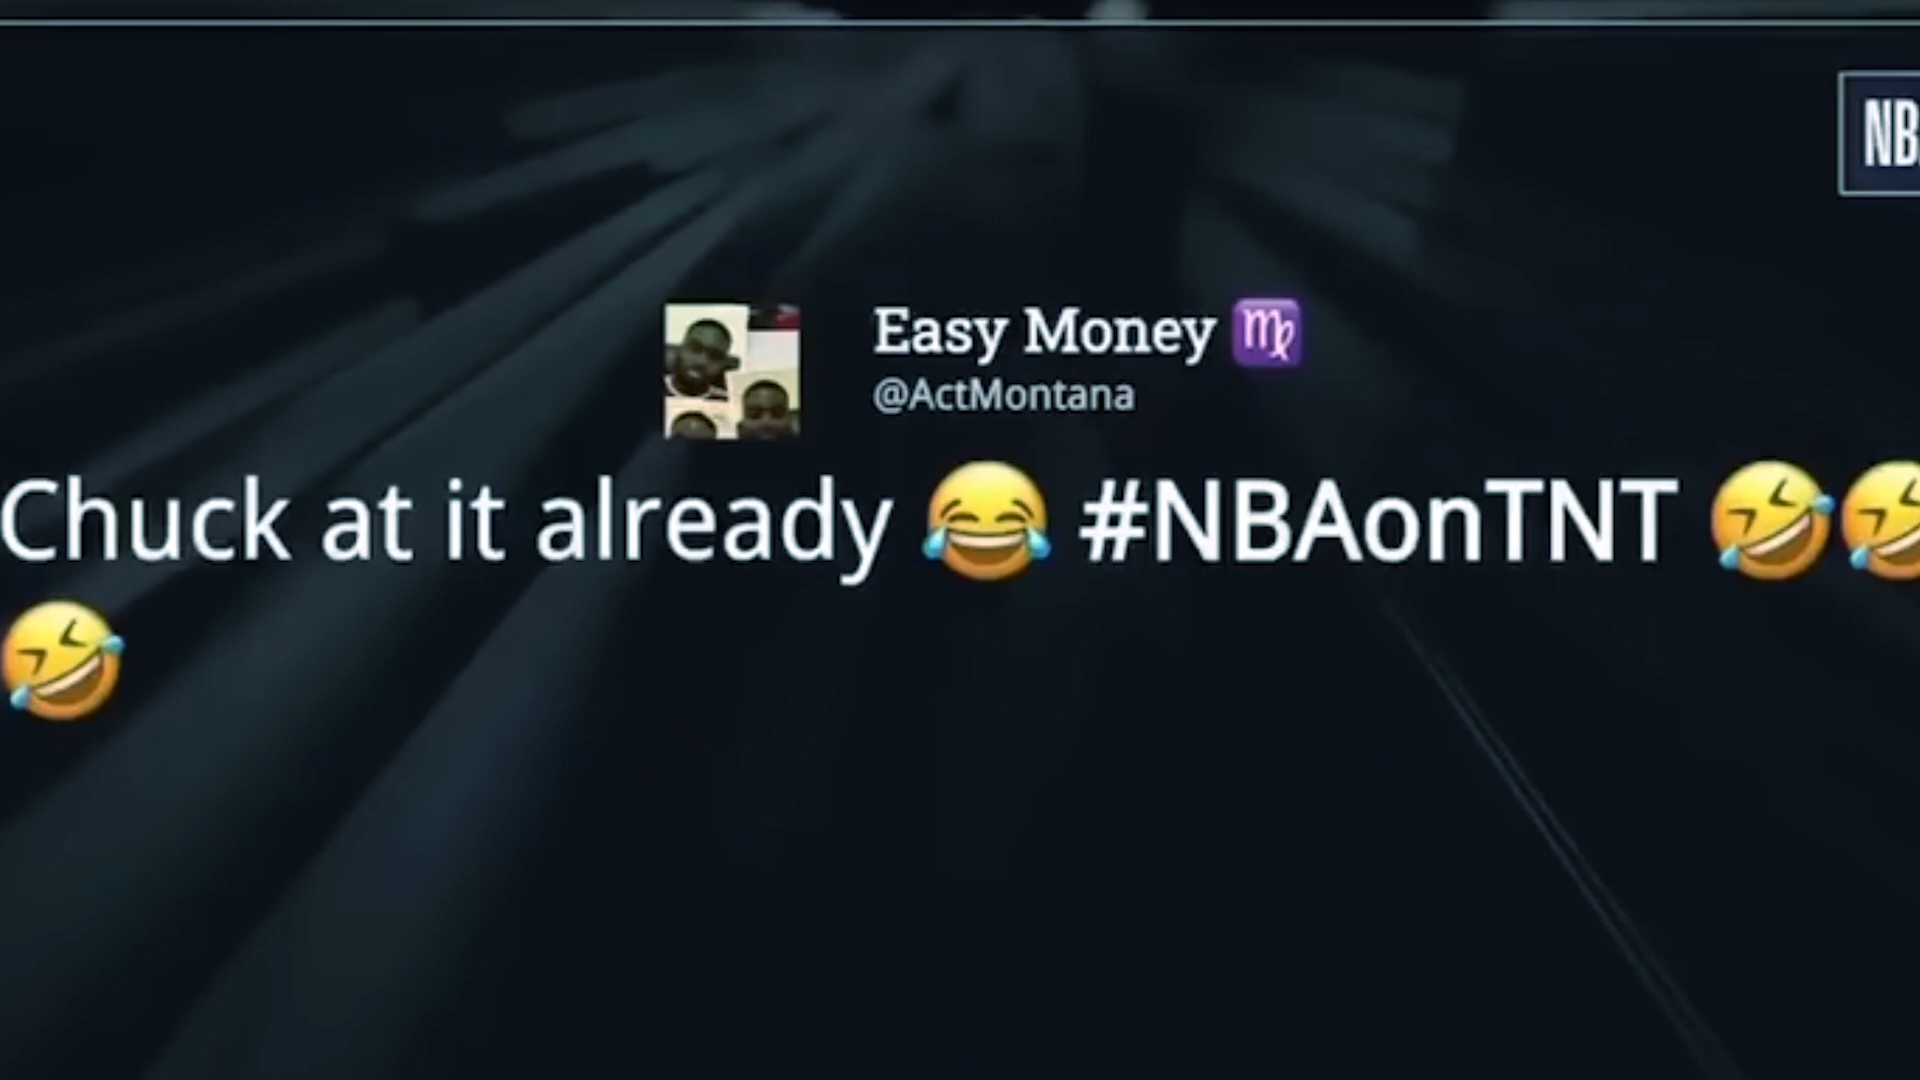 NB
Easy Money ♍
@ActMontana
Chuck at it already 😂 #NBAonTNT 🤣🤣
🤣